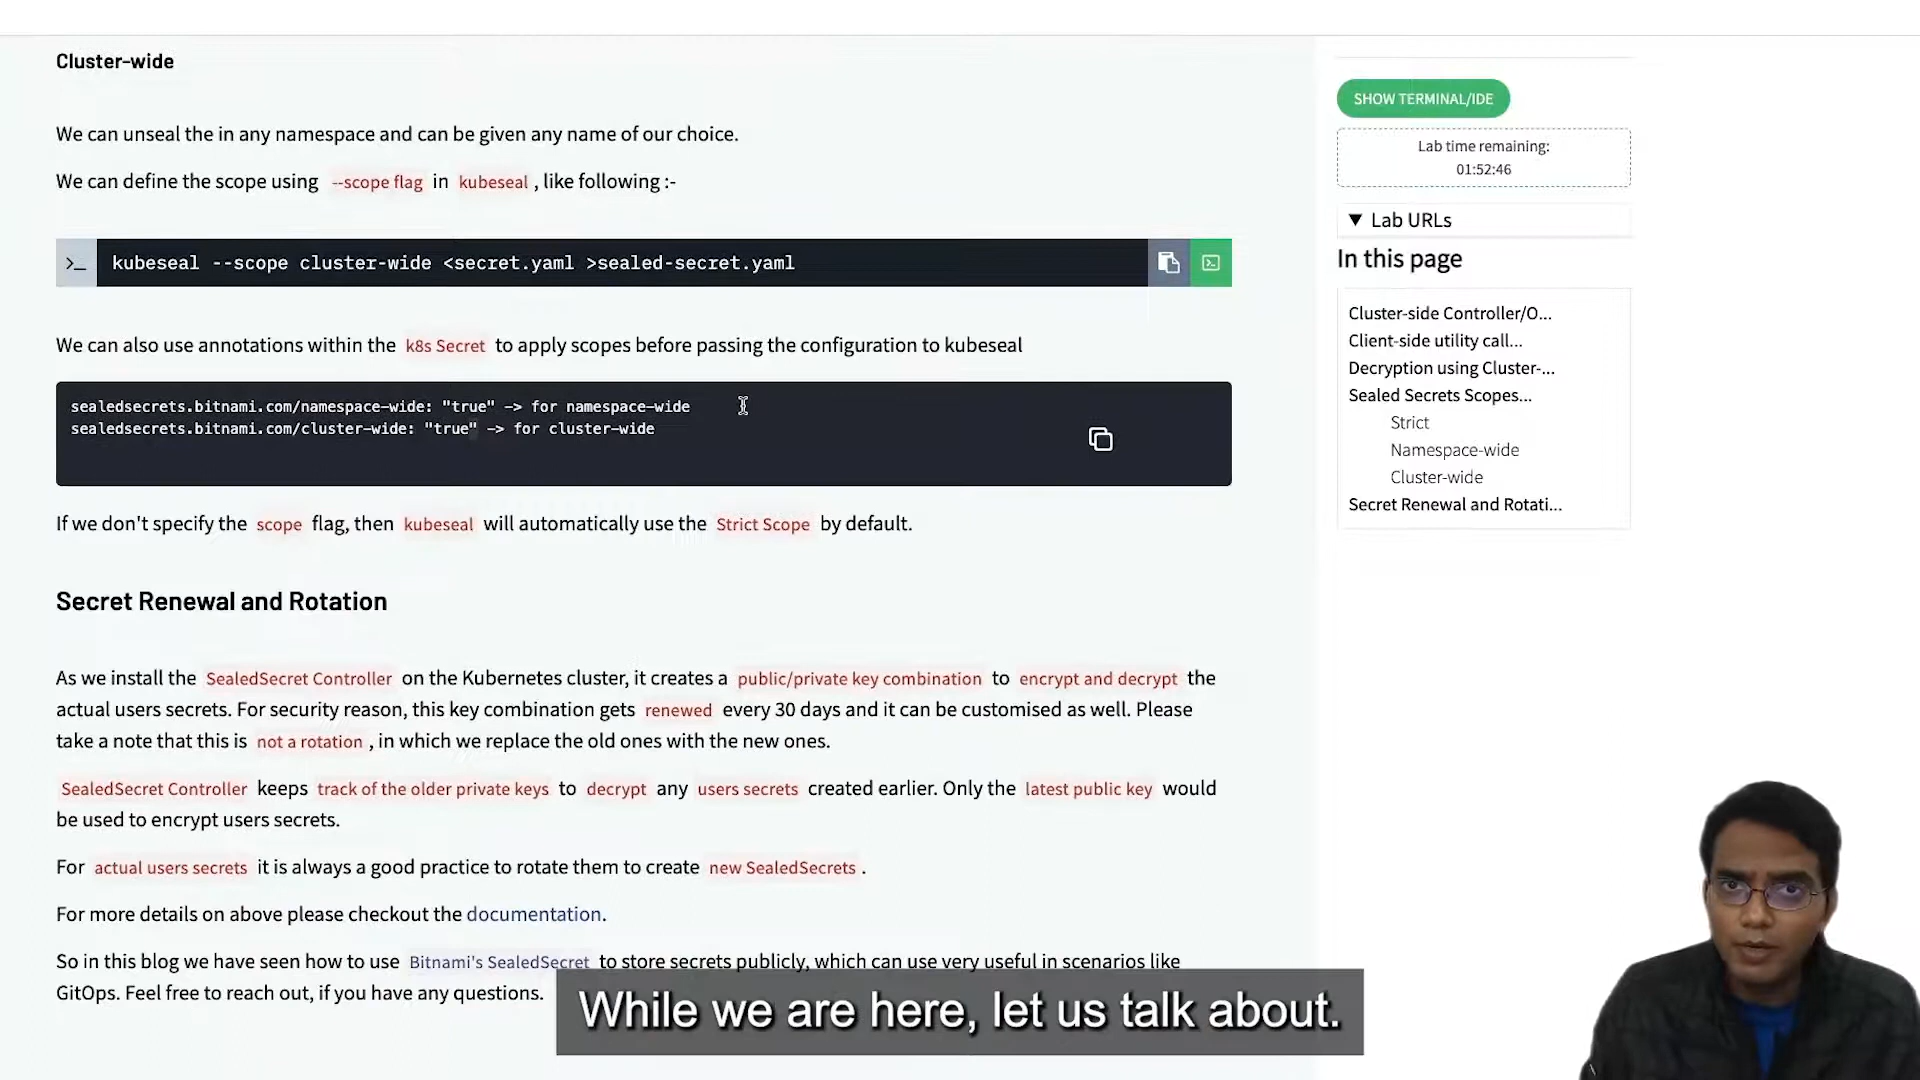 Cluster-wide
We can unseal the in any namespace and can be given any name of our choice.
We can define the scope using --scope flag in kubeseal , like following :-
>_ kubeseal --scope cluster-wide <secret.yaml >sealed-secret.yaml
We can also use annotations within the k8s Secret to apply scopes before passing the configuration to kubeseal
sealedsecrets.bitnami.com/namespace-wide: "true" -> for namespace-wide
sealedsecrets.bitnami.com/cluster-wide: "true" -> for cluster-wide
If we don't specify the scope flag, then kubeseal will automatically use the Strict Scope by default.
Secret Renewal and Rotation
As we install the SealedSecret Controller on the Kubernetes cluster, it creates a public/private key combination to encrypt and decrypt the
actual users secrets. For security reason, this key combination gets renewed every 30 days and it can be customised as well. Please
take a note that this is not a rotation , in which we replace the old ones with the new ones.
SealedSecret Controller keeps track of the older private keys to decrypt any users secrets created earlier. Only the latest public key would
be used to encrypt users secrets.
For actual users secrets it is always a good practice to rotate them to create new SealedSecrets .
For more details on above please checkout the documentation.
So in this blog we have seen how to use Bitnami's SealedSecret to store secrets publicly, which can use very useful in scenarios like
GitOps. Feel free to reach out, if you have any questions.
SHOW TERMINAL/IDE
Lab time remaining:
01:52:46
▼ Lab URLs
In this page
Cluster-side Controller/O...
Client-side utility call...
Decryption using Cluster-...
Sealed Secrets Scopes...
Strict
Namespace-wide
Cluster-wide
Secret Renewal and Rotati...
While we are here, let us talk about.